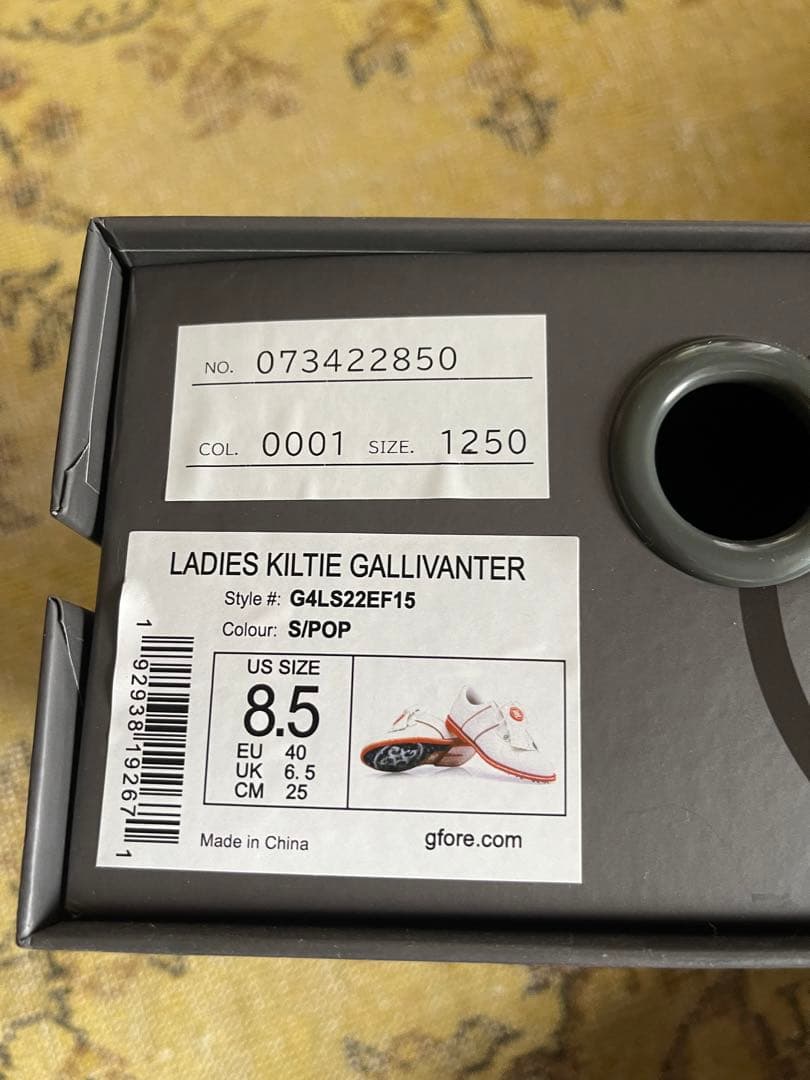 NO. 073422850
COL. 0001 SIZE. 1250
LADIES KILTIE GALLIVANTER
Style #: G4LS22EF15
Colour: S/POP
US SIZE
8.5
EU 40
UK 6.5
CM 25
1 92938 19267 1
Made in China
gfore.com